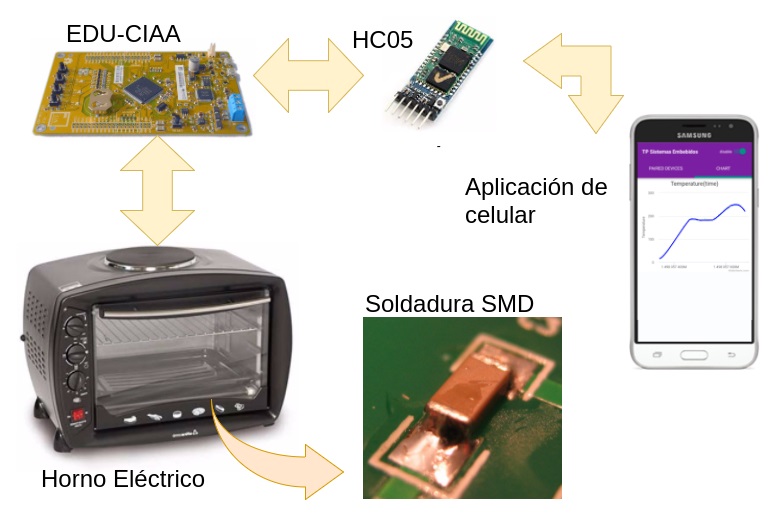 EDU-CIAA
HC05
-
SAMSUNG
TP Sistemas Embebidos
PAIRED DEVICES
CHART
Temperature(time)
Aplicación de
celular
Soldadura SMD
Horno Eléctrico